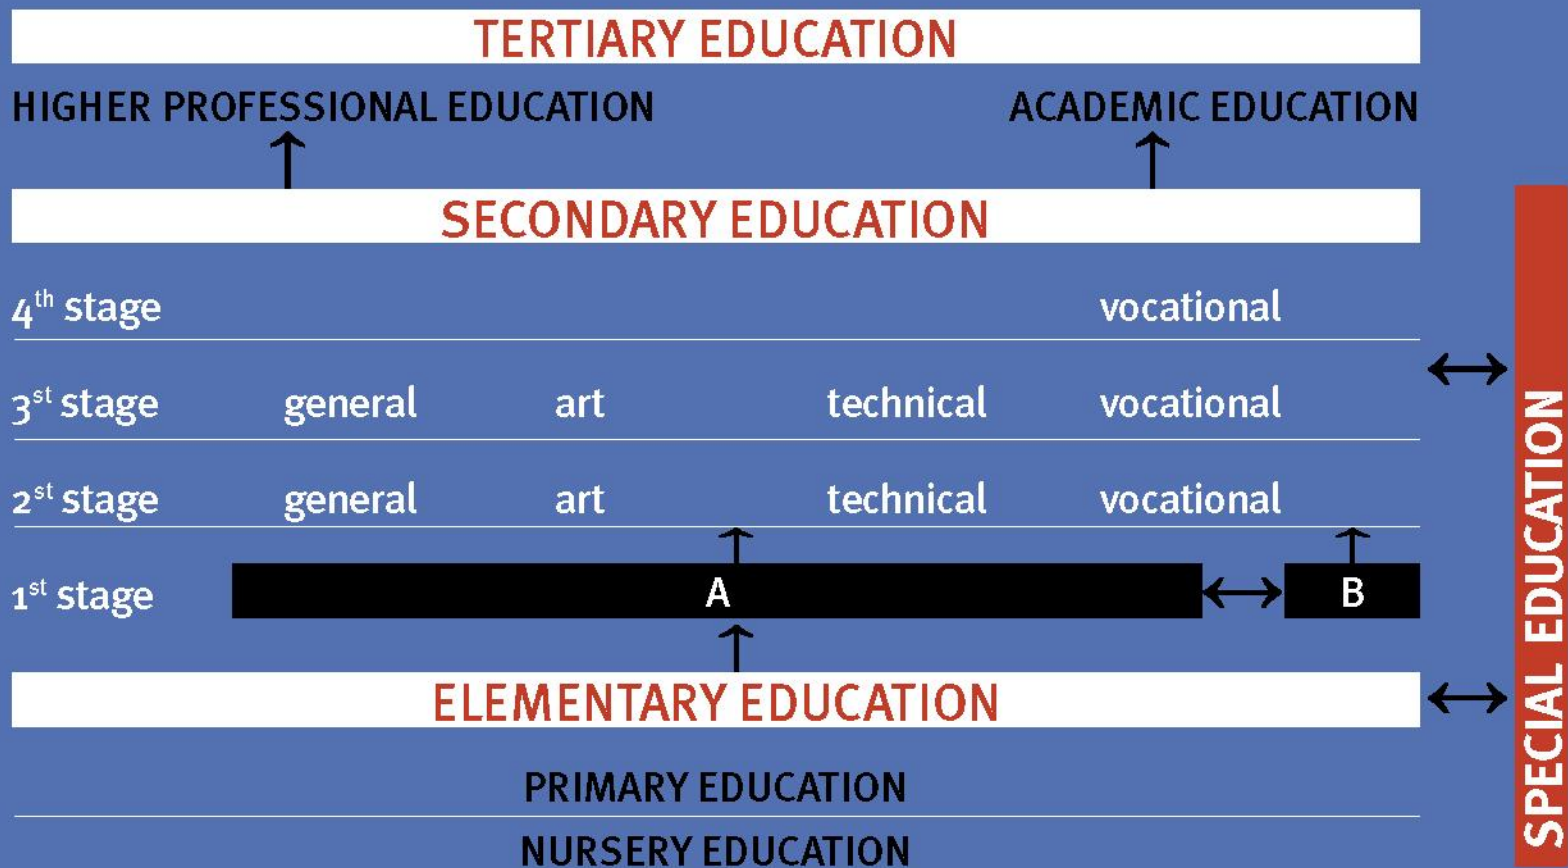 TERTIARY EDUCATION
HIGHER PROFESSIONAL EDUCATION ACADEMIC EDUCATION
SECONDARY EDUCATION
4th stage vocational
3st stage general art technical vocational
2st stage general art technical vocational
1st stage A B
ELEMENTARY EDUCATION
PRIMARY EDUCATION
NURSERY EDUCATION
SPECIAL EDUCATION